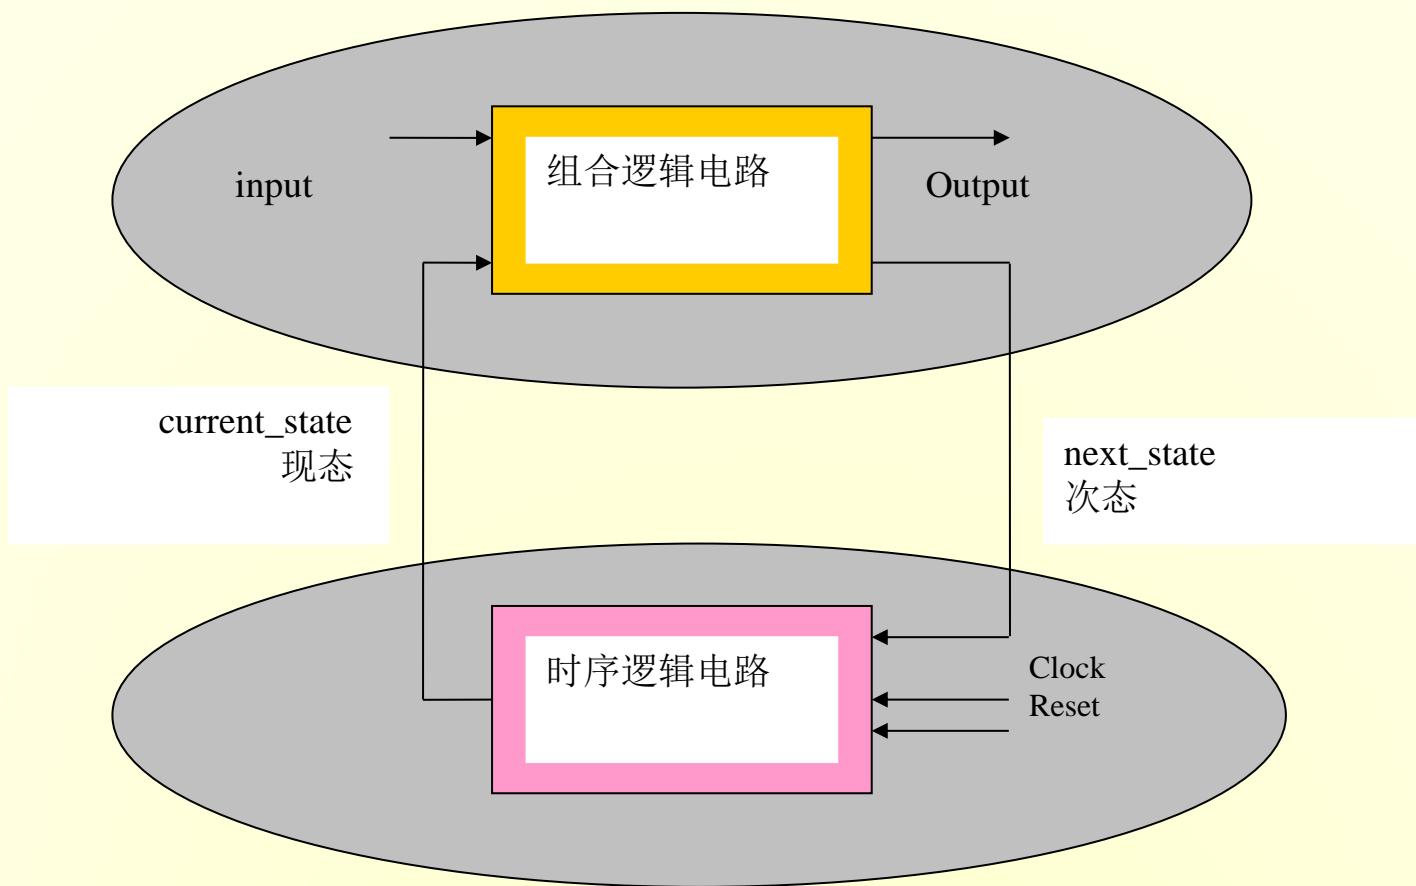 input
组合逻辑电路
Output
current_state
现态
next_state
次态
时序逻辑电路
Clock
Reset